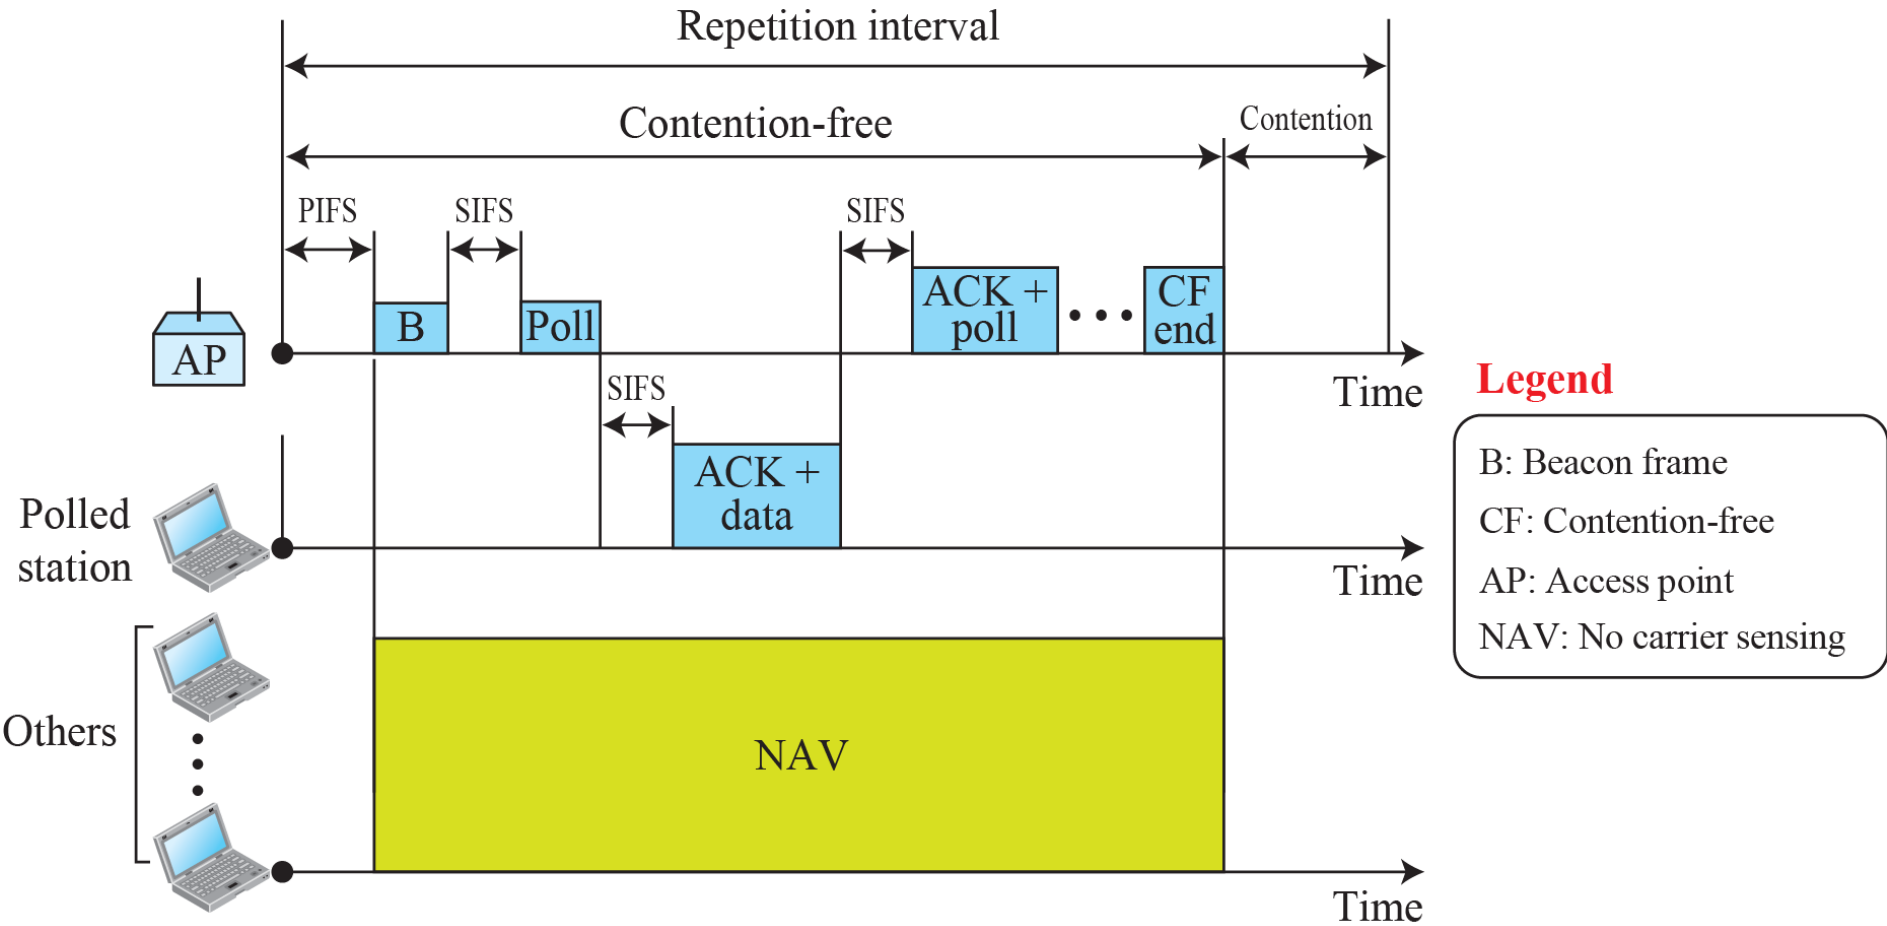 Repetition interval
Contention-free
Contention
PIFS
SIFS
SIFS
B
Poll
ACK +
poll
CF
end
AP
Time
SIFS
ACK +
data
Polled
station
Time
Others
NAV
Time
Legend
B: Beacon frame
CF: Contention-free
AP: Access point
NAV: No carrier sensing